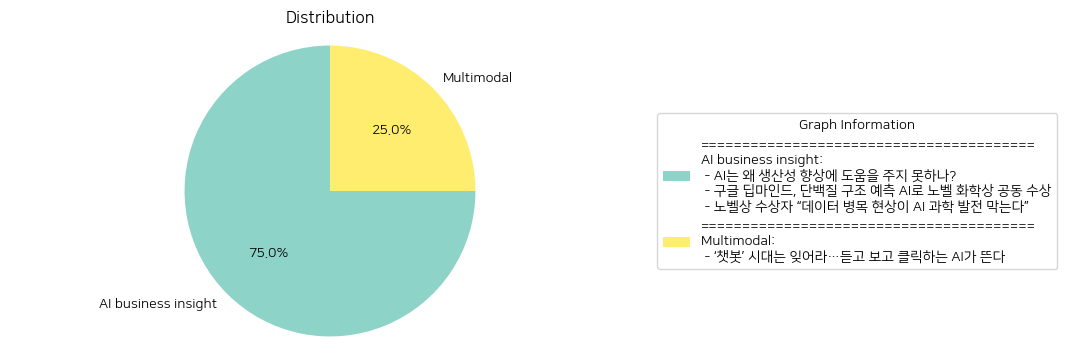 Distribution
Multimodal
25.0%
75.0%
AI business insight
Graph Information
========================================
AI business insight:
- AI는 왜 생산성 향상에 도움을 주지 못하나?
- 구글 딥마인드, 단백질 구조 예측 AI로 노벨 화학상 공동 수상
- 노벨상 수상자 “데이터 병목 현상이 AI 과학 발전 막는다”
========================================
Multimodal:
- ‘챗봇’ 시대는 잊어라…듣고 보고 클릭하는 AI가 뜬다